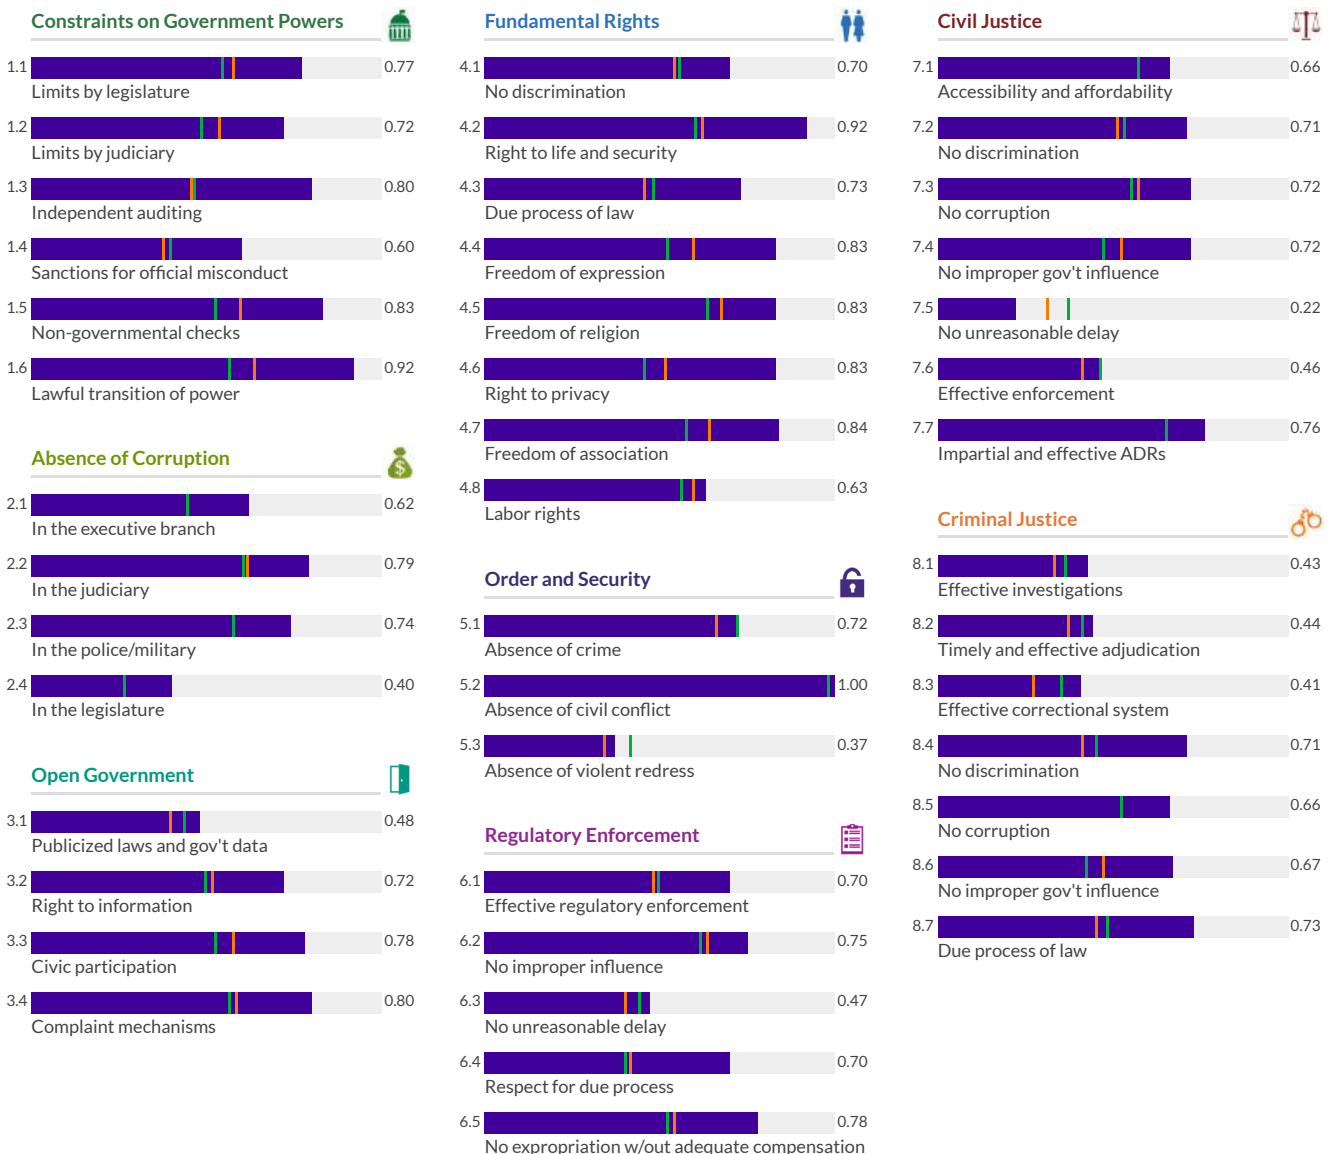 Constraints on Government Powers
1.1 0.77
Limits by legislature
1.2 0.72
Limits by judiciary
1.3 0.80
Independent auditing
1.4 0.60
Sanctions for official misconduct
1.5 0.83
Non-governmental checks
1.6 0.92
Lawful transition of power
Absence of Corruption
$
2.1 0.62
In the executive branch
2.2 0.79
In the judiciary
2.3 0.74
In the police/military
2.4 0.40
In the legislature
Open Government
3.1 0.48
Publicized laws and gov't data
3.2 0.72
Right to information
3.3 0.78
Civic participation
3.4 0.80
Complaint mechanisms
Fundamental Rights
4.1 0.70
No discrimination
4.2 0.92
Right to life and security
4.3 0.73
Due process of law
4.4 0.83
Freedom of expression
4.5 0.83
Freedom of religion
4.6 0.83
Right to privacy
4.7 0.84
Freedom of association
4.8 0.63
Labor rights
Order and Security
5.1 0.72
Absence of crime
5.2 1.00
Absence of civil conflict
5.3 0.37
Absence of violent redress
Regulatory Enforcement
6.1 0.70
Effective regulatory enforcement
6.2 0.75
No improper influence
6.3 0.47
No unreasonable delay
6.4 0.70
Respect for due process
6.5 0.78
No expropriation w/out adequate compensation
Civil Justice
7.1 0.66
Accessibility and affordability
7.2 0.71
No discrimination
7.3 0.72
No corruption
7.4 0.72
No improper gov't influence
7.5 0.22
No unreasonable delay
7.6 0.46
Effective enforcement
7.7 0.76
Impartial and effective ADRs
Criminal Justice
8.1 0.43
Effective investigations
8.2 0.44
Timely and effective adjudication
8.3 0.41
Effective correctional system
8.4 0.71
No discrimination
8.5 0.66
No corruption
8.6 0.67
No improper gov't influence
8.7 0.73
Due process of law